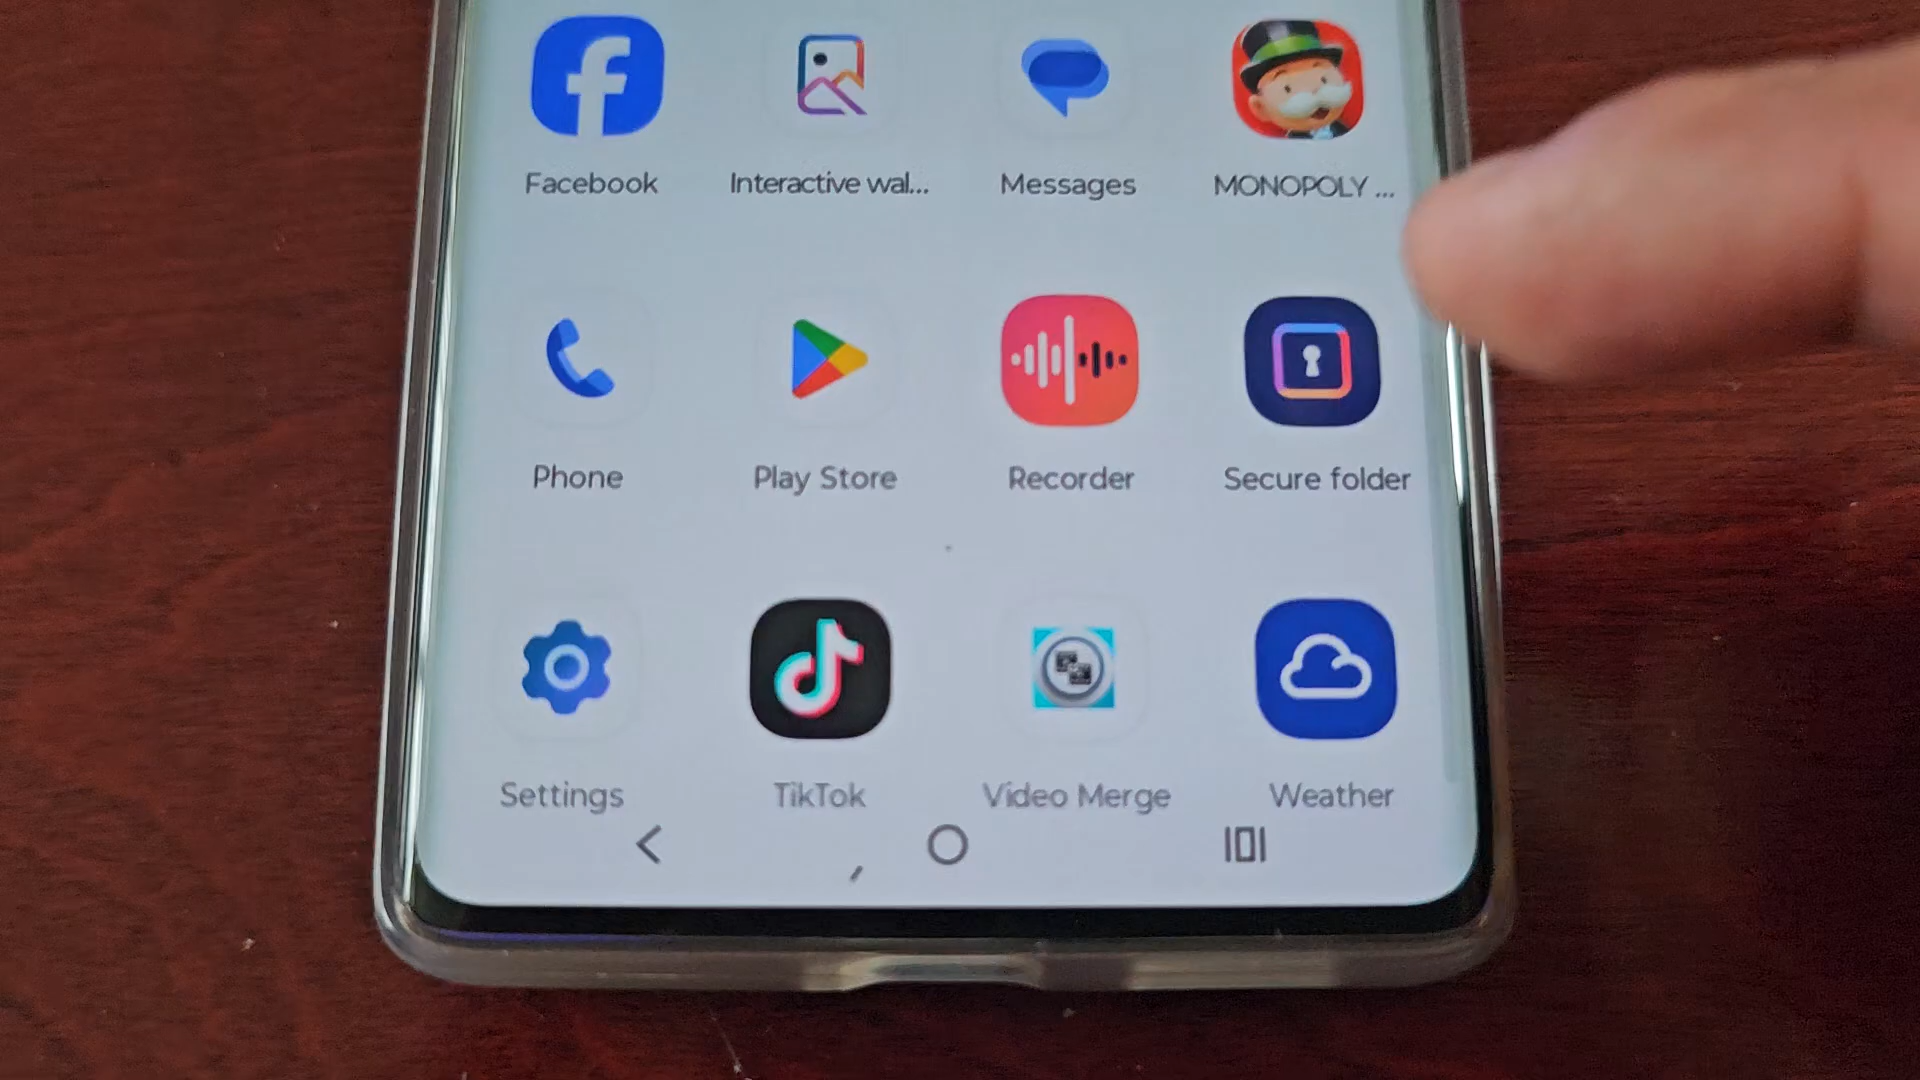 Facebook
Interactive wal...
Messages
MONOPOLY ...
Phone
Play Store
Recorder
Secure folder
Settings
TikTok
Video Merge
Weather